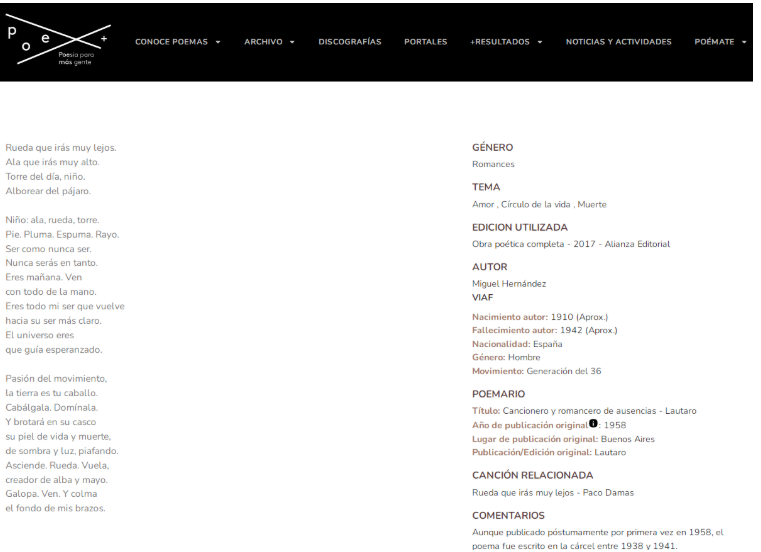 poe+
Poesía para
más gente
CONOCE POEMAS
ARCHIVO
DISCOGRAFÍAS
PORTALES
+RESULTADOS
NOTICIAS Y ACTIVIDADES
POÉMATE
Rueda que irás muy lejos.
Ala que irás muy alto.
Torre del día, niño.
Alborear del pájaro.
Niño: ala, rueda, torre.
Pie. Pluma. Espuma. Rayo.
Ser como nunca ser.
Nunca serás en tanto.
Eres mañana. Ven
con todo de la mano.
Eres todo mi ser que vuelve
hacia su ser más claro.
El universo eres
que guía esperanzado.
Pasión del movimiento,
la tierra es tu caballo.
Cabálgala. Domínala.
Y brotará en su casco
su piel de vida y muerte,
de sombra y luz, piafando.
Asciende. Rueda. Vuela,
creador de alba y mayo.
Galopa. Ven. Y colma
el fondo de mis brazos.
GÉNERO
Romances
TEMA
Amor , Círculo de la vida , Muerte
EDICION UTILIZADA
Obra poética completa - 2017 - Alianza Editorial
AUTOR
Miguel Hernández
VIAF
Nacimiento autor: 1910 (Aprox.)
Fallecimiento autor: 1942 (Aprox.)
Nacionalidad: España
Género: Hombre
Movimiento: Generación del 36
POEMARIO
Título: Cancionero y romancero de ausencias - Lautaro
Año de publicación original: 1958
Lugar de publicación original: Buenos Aires
Publicación/Edición original: Lautaro
CANCIÓN RELACIONADA
Rueda que irás muy lejos - Paco Damas
COMENTARIOS
Aunque publicado póstumamente por primera vez en 1958, el
poema fue escrito en la cárcel entre 1938 y 1941.